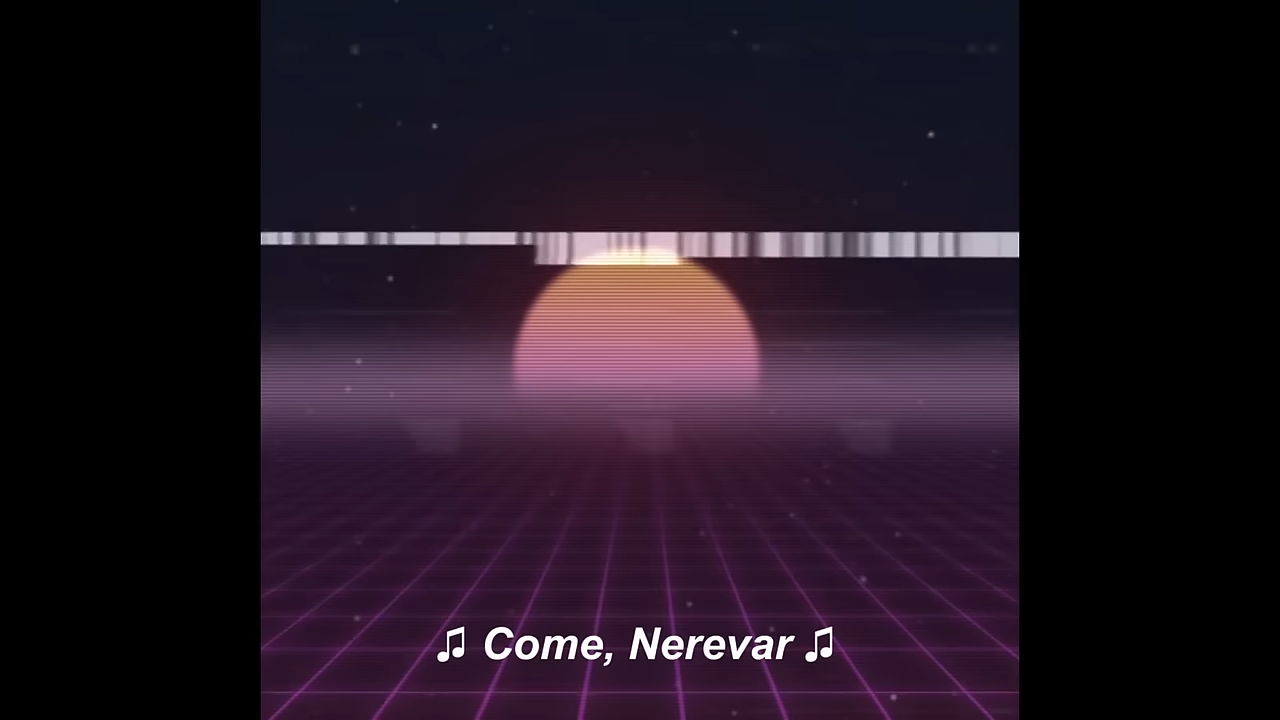 ♫ Come, Nerevar ♫